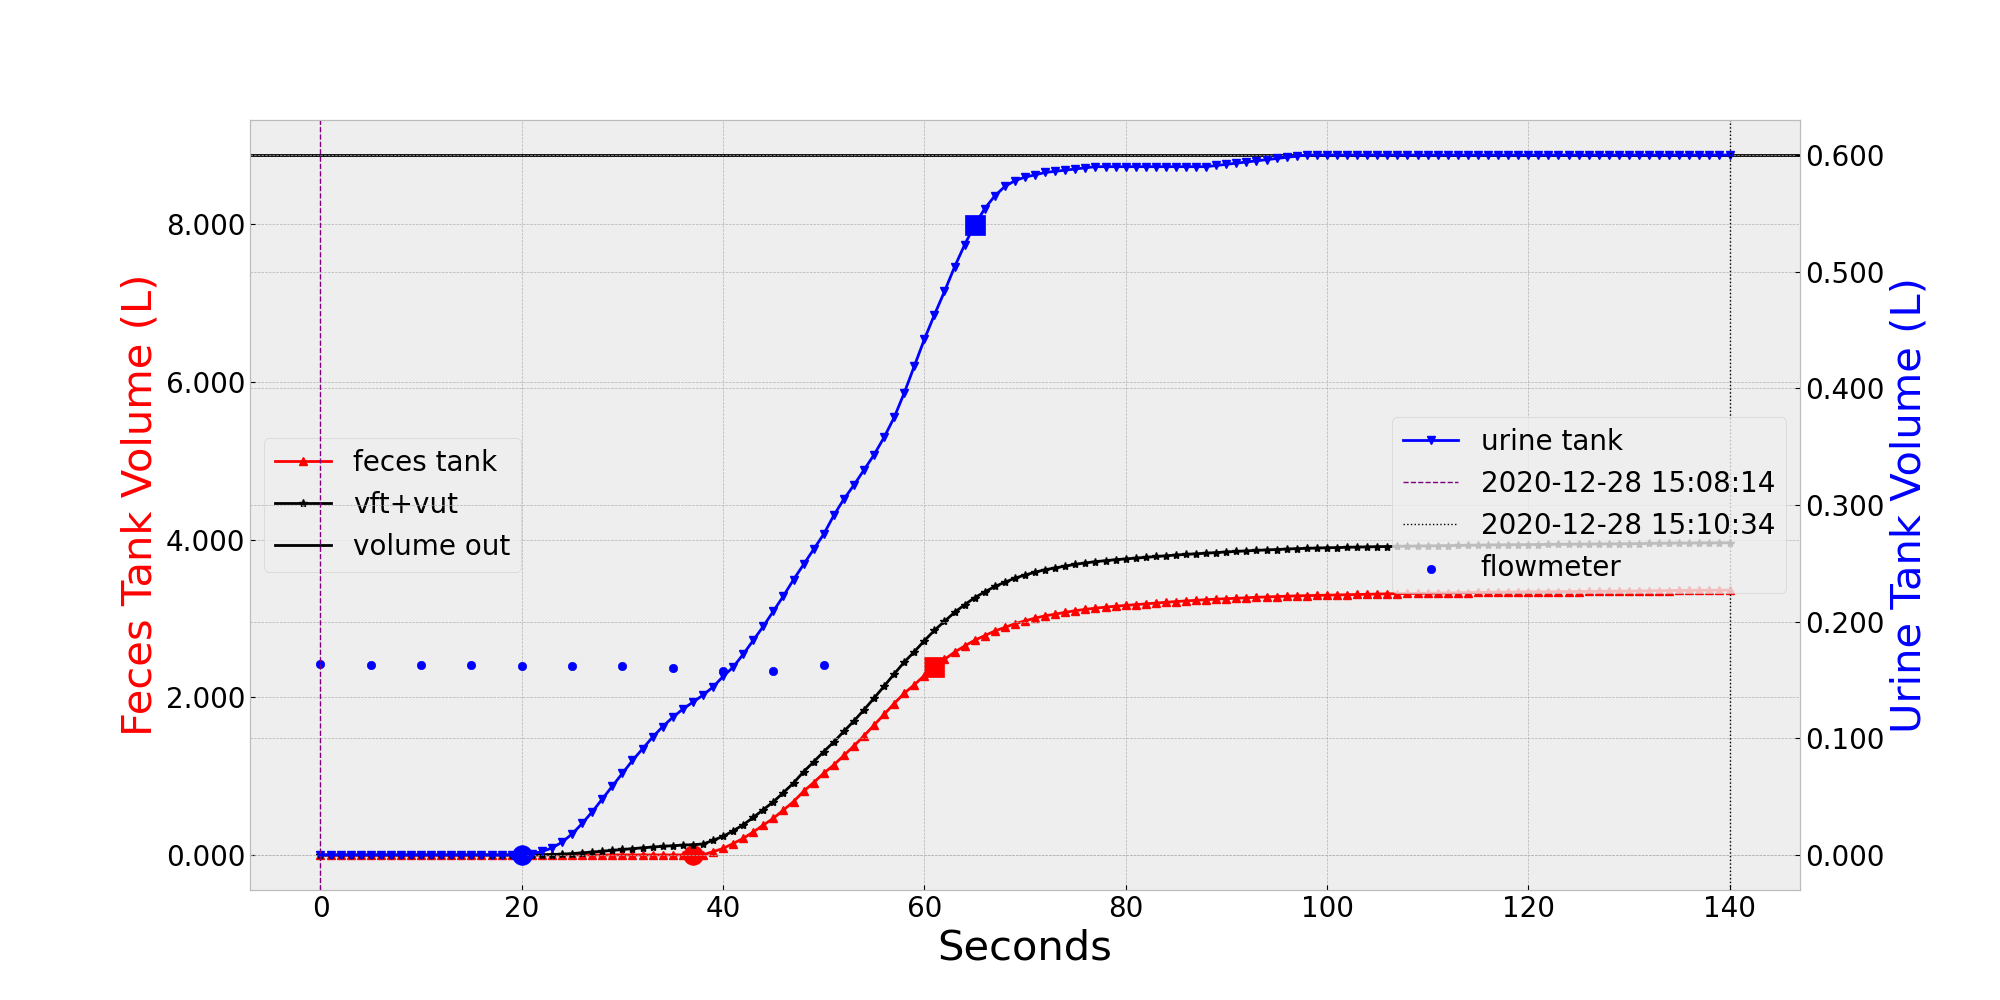 0.600
8.000
0.500
6.000
0.400
urine tank
feces tank
2020-12-28 15:08:14
vft+vut
0.300
2020-12-28 15:10:34
4.000
volume out
flowmeter
0.200
2.000
0.100
0.000
0.000
0
20
40
60
80
100
120
140
Seconds
Feces Tank Volume (L)
Urine Tank Volume (L)